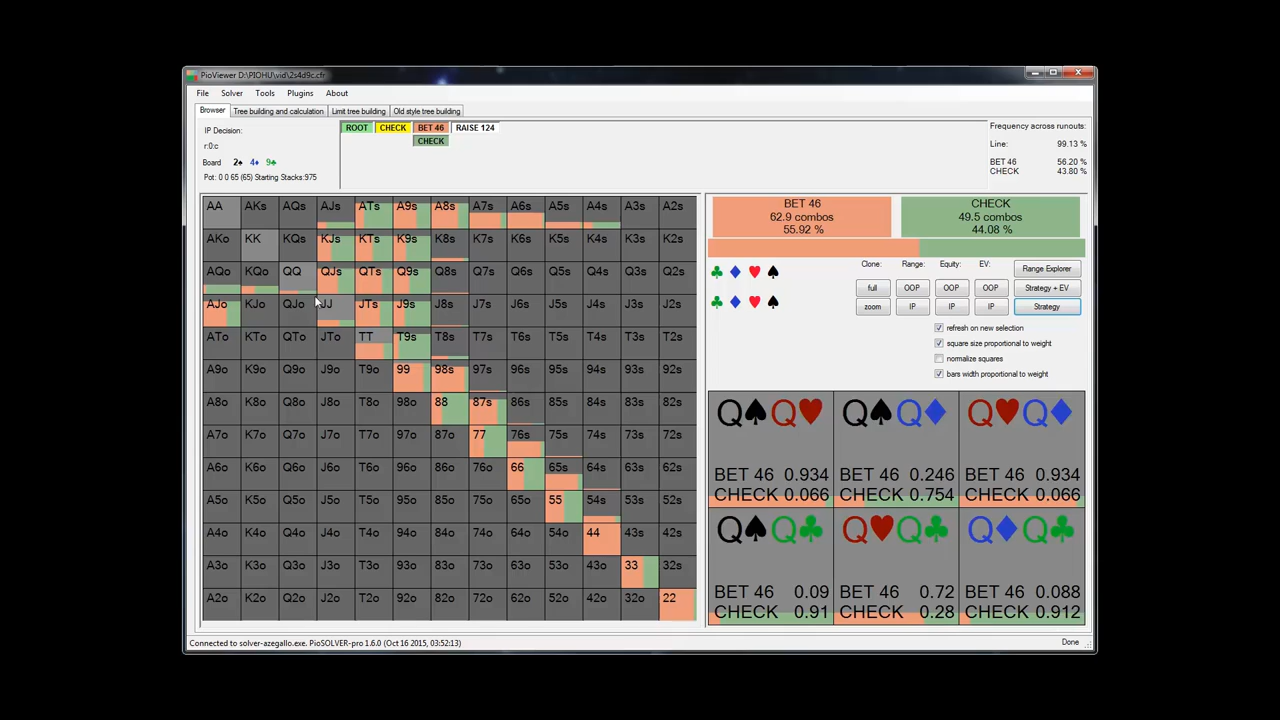 PioViewer D:\PIOHU\vid\2s4d9c.cfr
File Solver Tools Plugins About
Browser Tree building and calculation Limit tree building Old style tree building
IP Decision:
r:0:c
Board 2♠ 4♦ 9♣
Pot: 0 0 65 (65) Starting Stacks:975
ROOT CHECK BET 46 RAISE 124
CHECK
Frequency across runouts:
Line: 99.13 %
BET 46 56.20 %
CHECK 43.80 %
AA AKs AQs AJs ATs A9s A8s A7s A6s A5s A4s A3s A2s
AKo KK KQs KJs KTs K9s K8s K7s K6s K5s K4s K3s K2s
AQo KQo QQ QJs QTs Q9s Q8s Q7s Q6s Q5s Q4s Q3s Q2s
AJo KJo QJo JJ JTs J9s J8s J7s J6s J5s J4s J3s J2s
ATo KTo QTo JTo TT T9s T8s T7s T6s T5s T4s T3s T2s
A9o K9o Q9o J9o T9o 99 98s 97s 96s 95s 94s 93s 92s
A8o K8o Q8o J8o T8o 98o 88 87s 86s 85s 84s 83s 82s
A7o K7o Q7o J7o T7o 97o 87o 77 76s 75s 74s 73s 72s
A6o K6o Q6o J6o T6o 96o 86o 76o 66 65s 64s 63s 62s
A5o K5o Q5o J5o T5o 95o 85o 75o 65o 55 54s 53s 52s
A4o K4o Q4o J4o T4o 94o 84o 74o 64o 54o 44 43s 42s
A3o K3o Q3o J3o T3o 93o 83o 73o 63o 53o 43o 33 32s
A2o K2o Q2o J2o T2o 92o 82o 72o 62o 52o 42o 32o 22
BET 46
62.9 combos
55.92 %
CHECK
49.5 combos
44.08 %
♣ ♦ ♥ ♠
♣ ♦ ♥ ♠
Clone: Range: Equity: EV:
full OOP OOP OOP
zoom IP IP IP
Range Explorer
Strategy + EV
Strategy
refresh on new selection
square size proportional to weight
normalize squares
bars width proportional to weight
Q♠Q♥ Q♠Q♦ Q♥Q♦
BET 46 0.934 BET 46 0.246 BET 46 0.934
CHECK 0.066 CHECK 0.754 CHECK 0.066
Q♠Q♣ Q♥Q♣ Q♦Q♣
BET 46 0.09 BET 46 0.72 BET 46 0.088
CHECK 0.91 CHECK 0.28 CHECK 0.912
Connected to solver-azegallo.exe. PioSOLVER-pro 1.6.0 (Oct 16 2015, 03:52:13)
Done